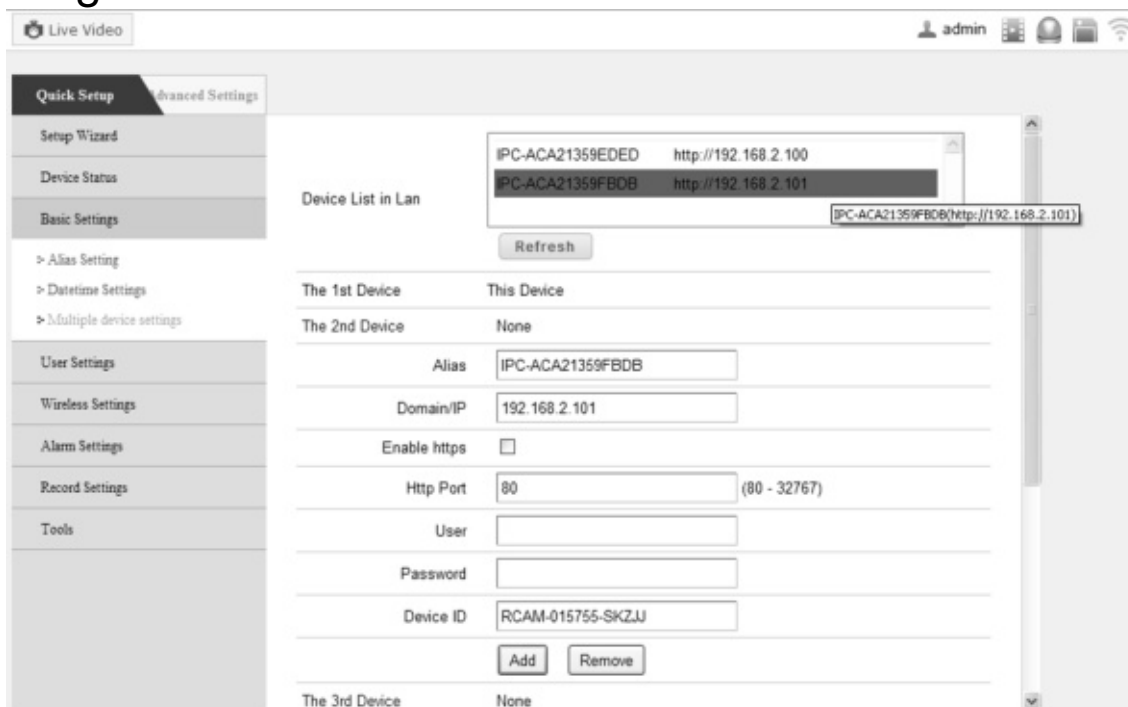 Live Video
admin
Quick Setup
Advanced Settings
Setup Wizard
Device Status
Basic Settings
> Alias Setting
> Datetime Settings
> Multiple device settings
User Settings
Wireless Settings
Alarm Settings
Record Settings
Tools
Device List in Lan
IPC-ACA21359EDED http://192.168.2.100
IPC-ACA21359FBDB http://192.168.2.101
IPC-ACA21359FBDB(http://192.168.2.101)
Refresh
The 1st Device This Device
The 2nd Device None
Alias IPC-ACA21359FBDB
Domain/IP 192.168.2.101
Enable https
Http Port 80 (80 - 32767)
User
Password
Device ID RCAM-015755-SKZJJ
Add Remove
The 3rd Device None